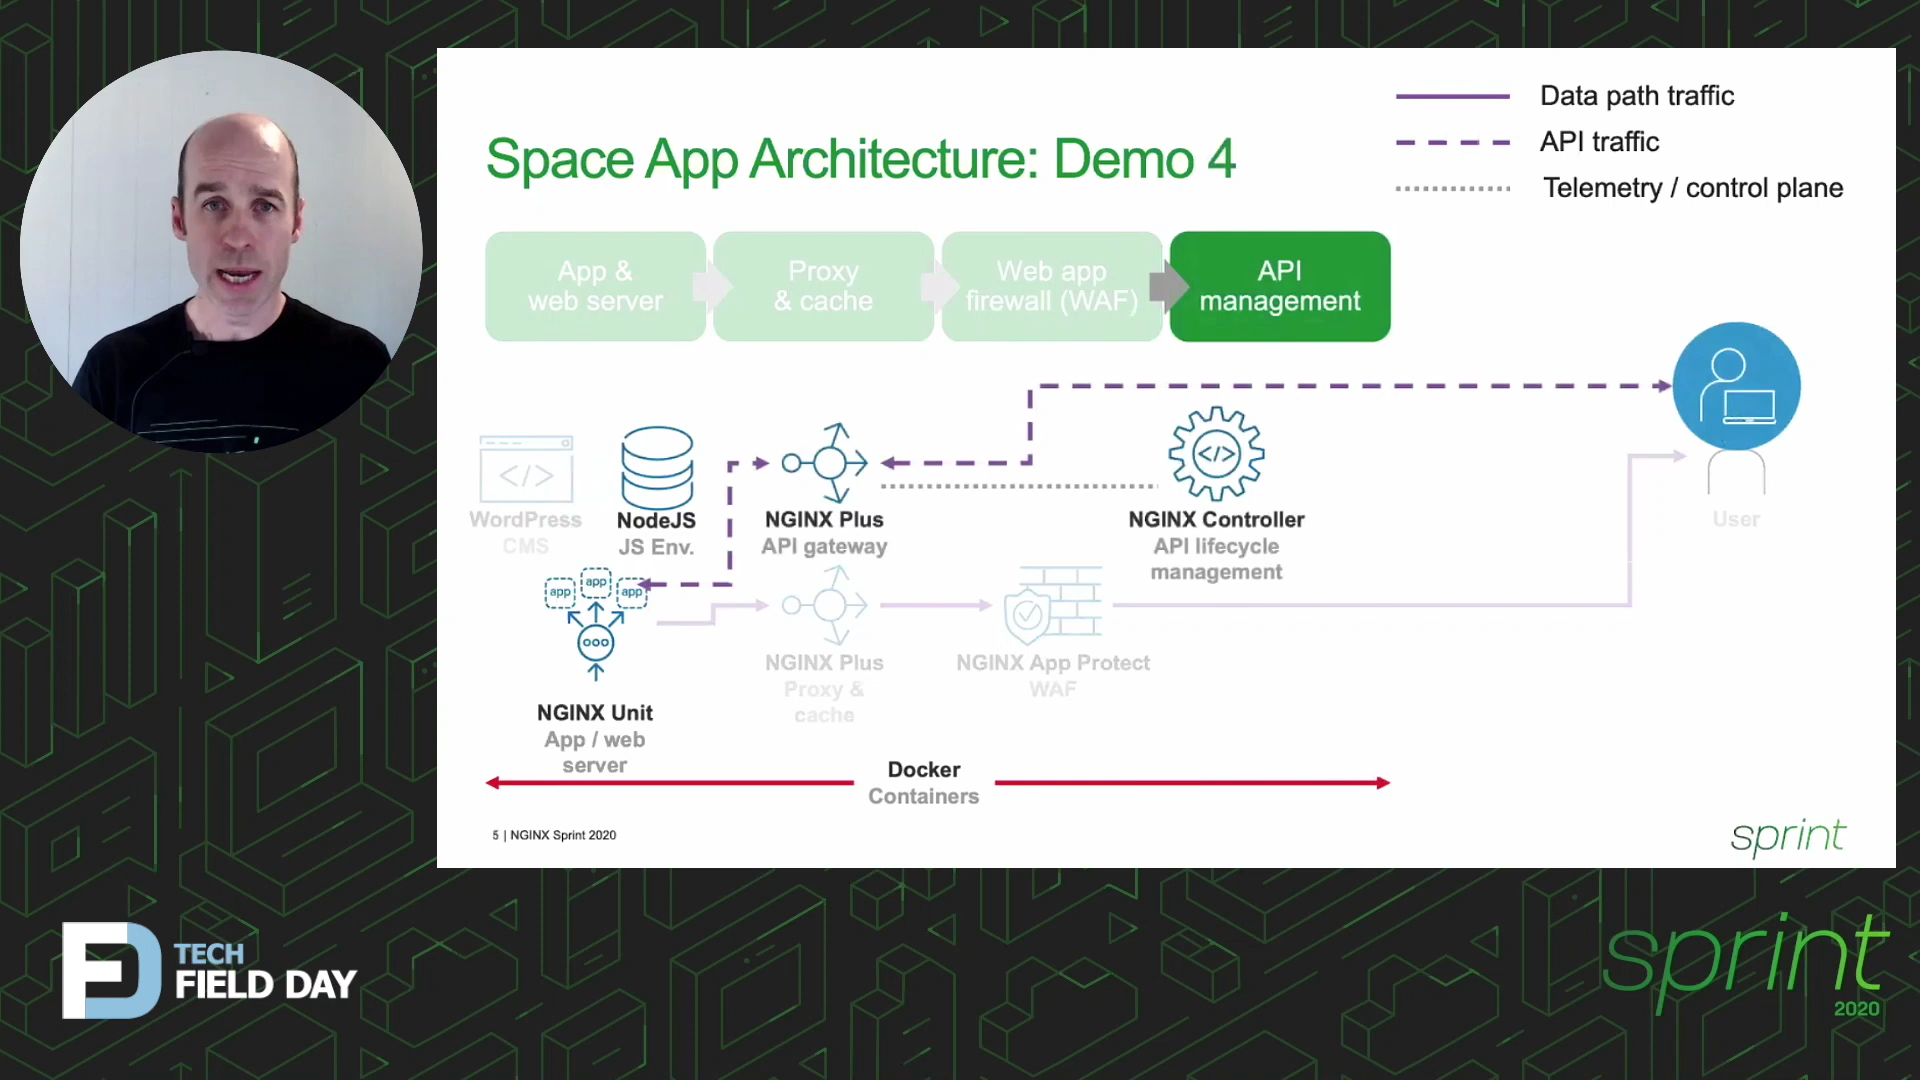 Data path traffic
API traffic
Telemetry / control plane
Space App Architecture: Demo 4
App &
web server
Proxy
& cache
Web app
firewall (WAF)
API
management
WordPress
CMS
NodeJS
JS Env.
NGINX Plus
API gateway
NGINX Controller
API lifecycle
management
User
app
app
app
NGINX Unit
App / web
server
NGINX Plus
Proxy &
cache
NGINX App Protect
WAF
Docker
Containers
5 | NGINX Sprint 2020
sprint
FD
TECH
FIELD DAY
sprint
2020